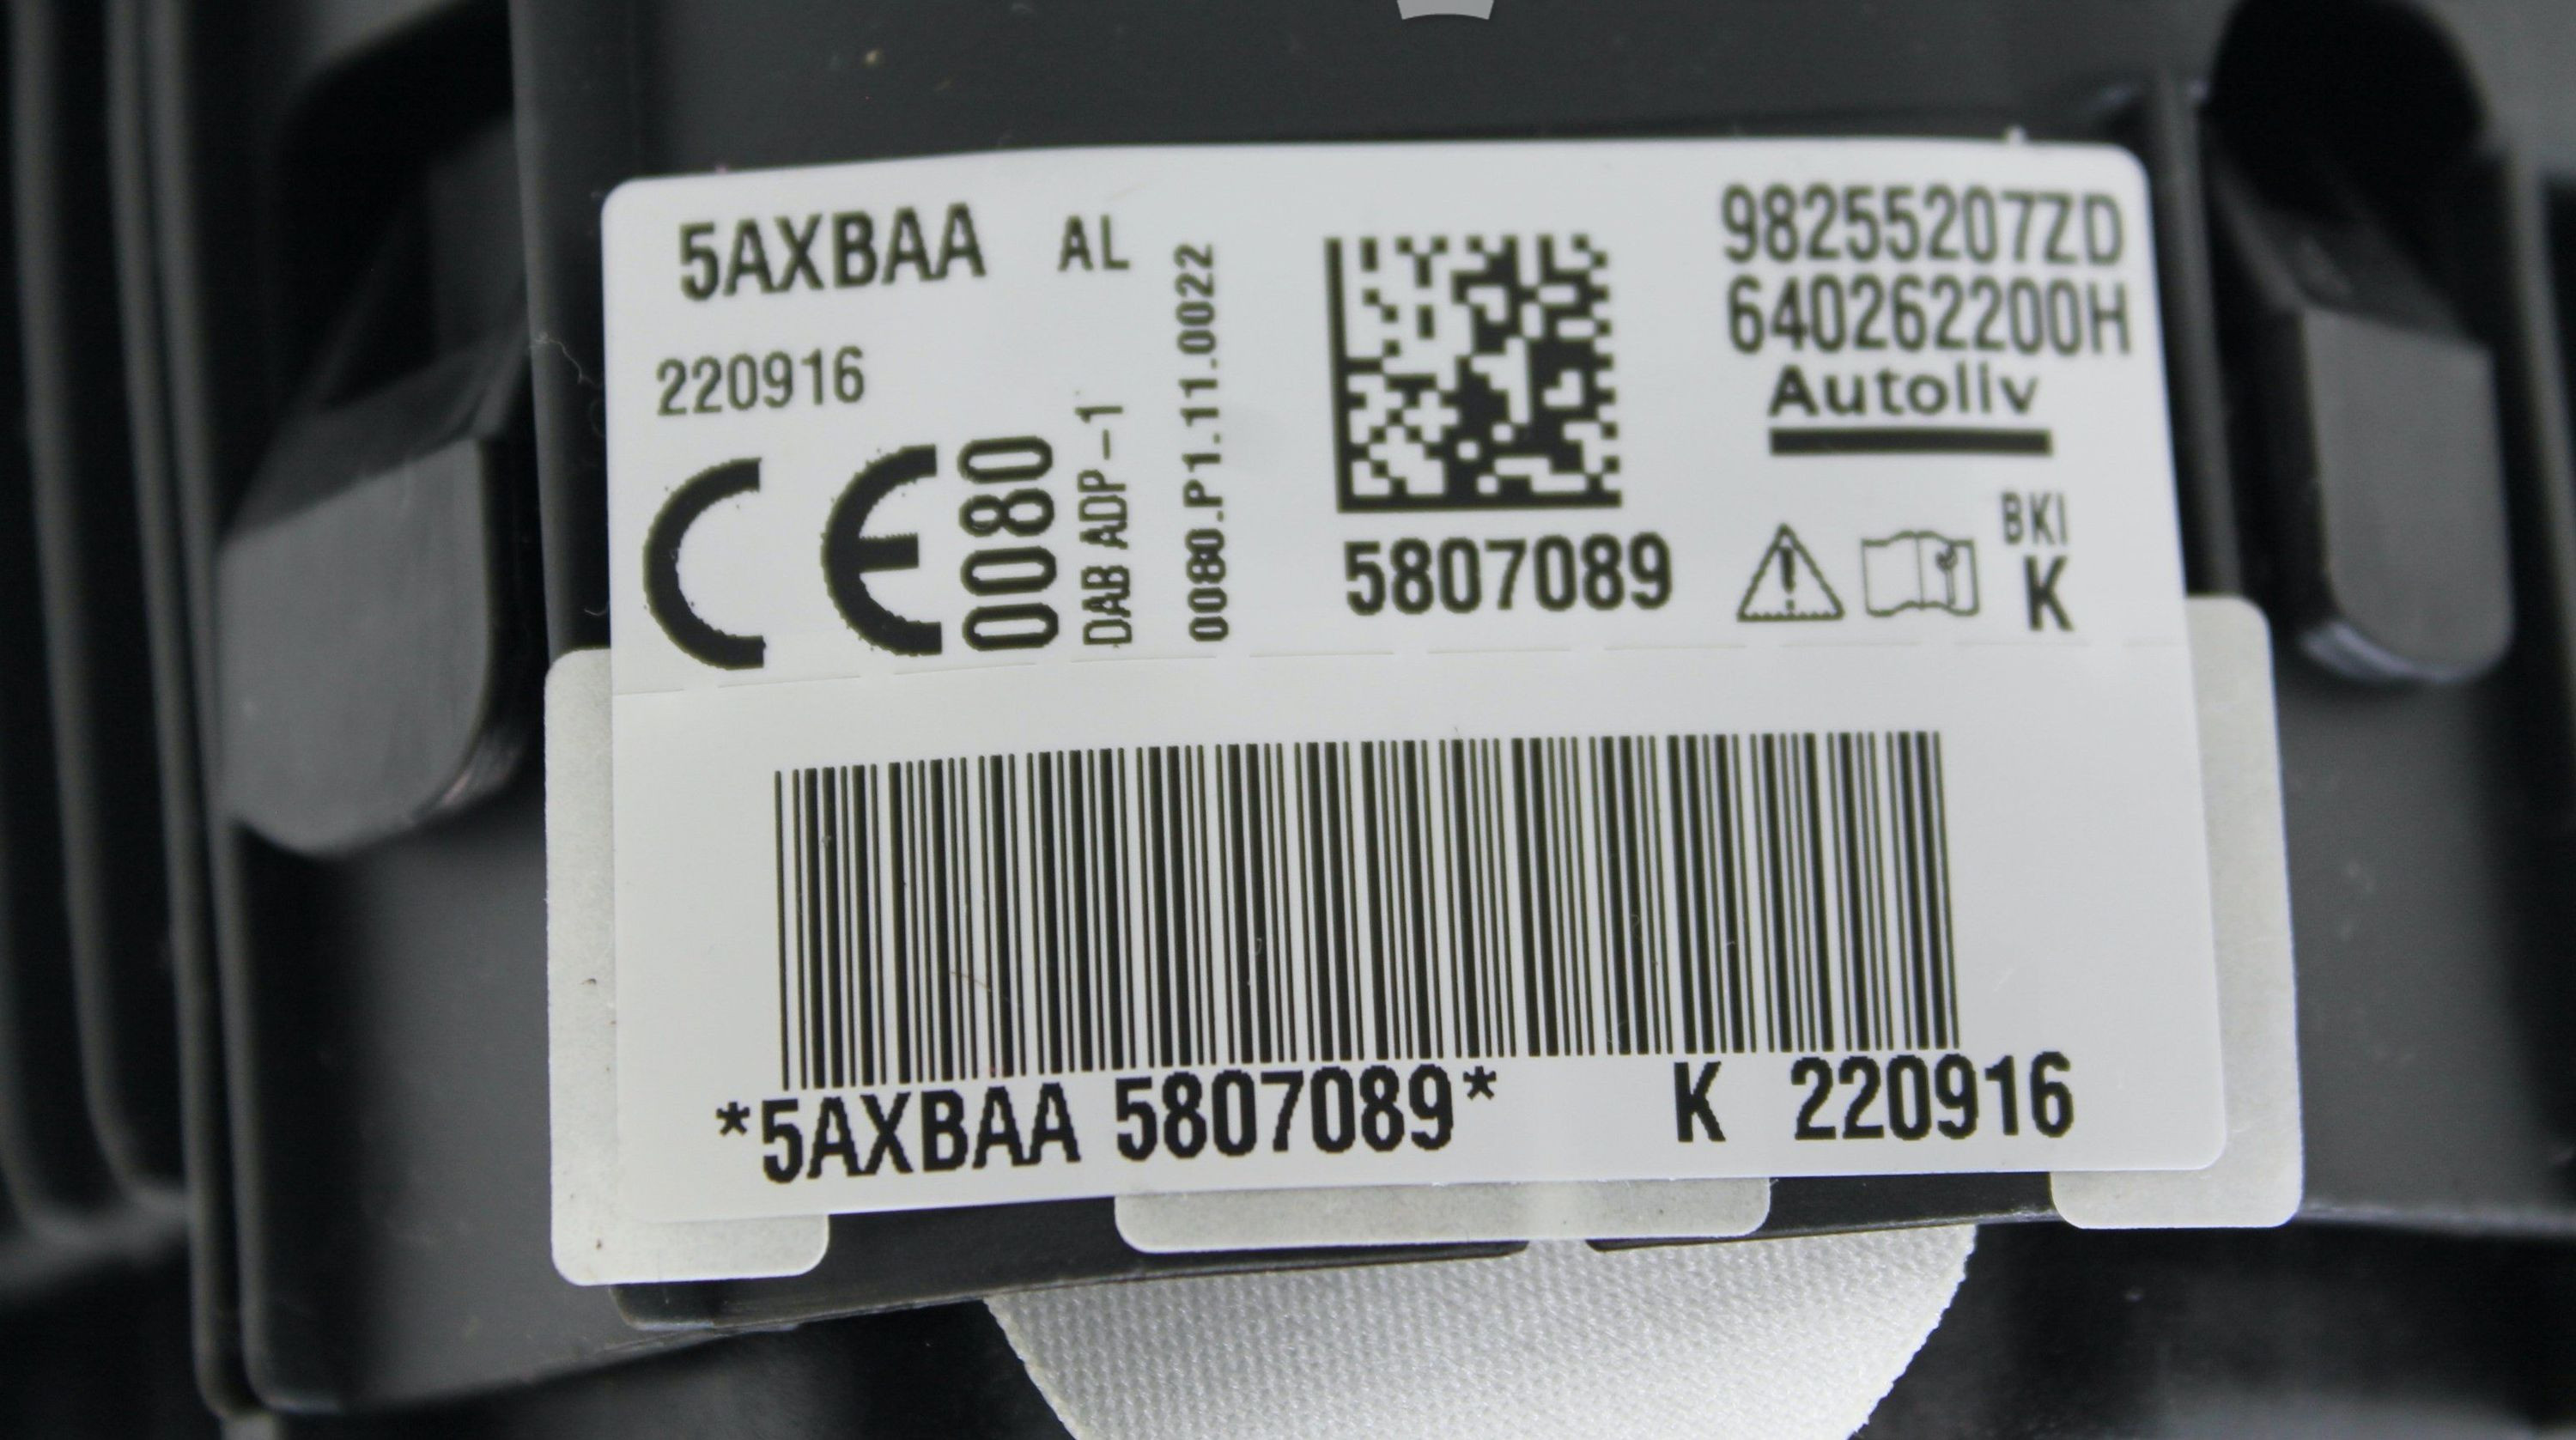 5AXBAA AL
220916
0080
DAB ADP-1
0080.P1.11.0022
5807089
98255207ZD
640262200H
Autoliv
BKI
K
*5AXBAA 5807089* K 220916